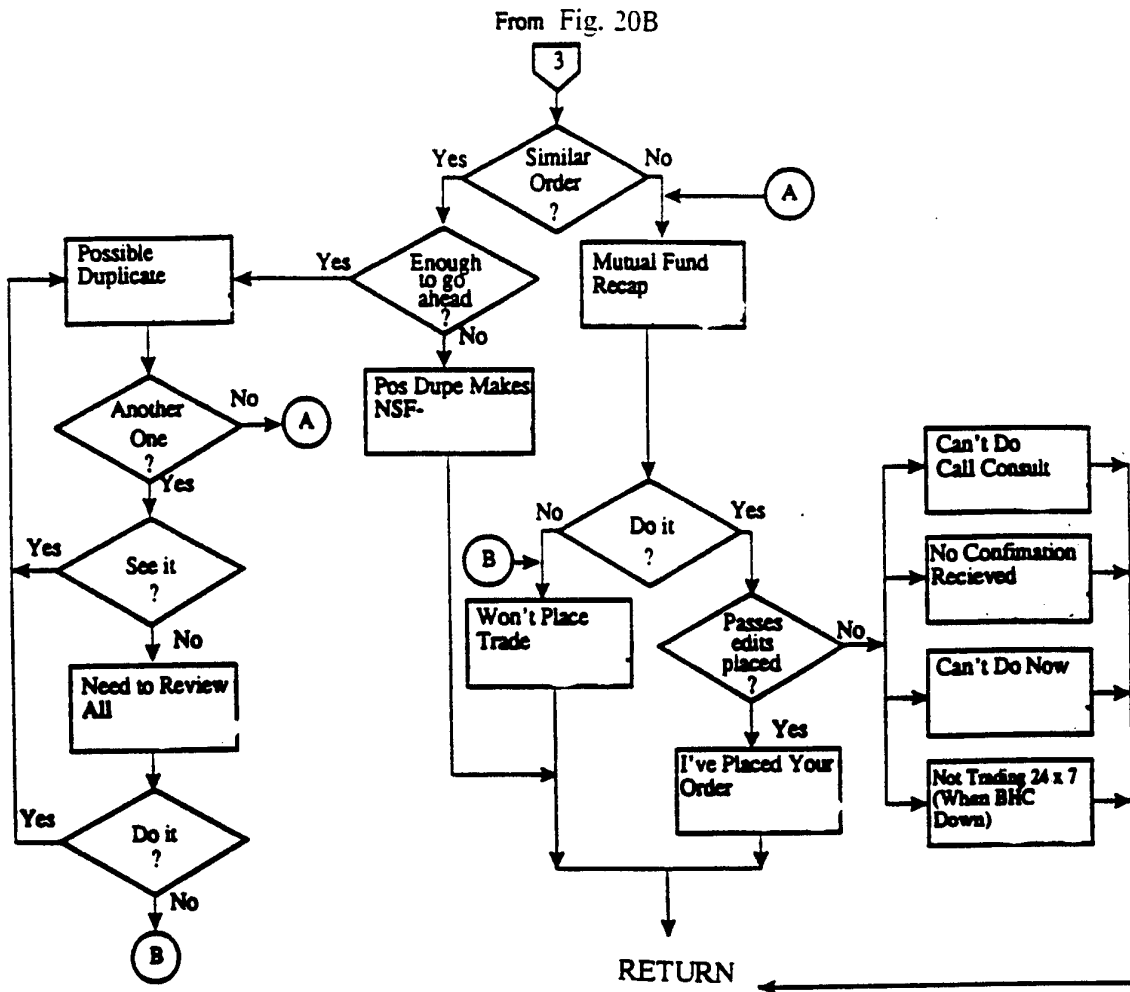 From Fig. 20B
3
Yes
Similar
Order
?
No
A
Possible
Duplicate
Yes
Enough
to go
ahead
?
No
Mutual Fund
Recap
Another
One
?
No
A
Yes
Pos Dupe Makes
NSF-
See it
?
Yes
No
Need to Review
All
Do it
?
Yes
No
B
Do it
?
No
Yes
B
Won't Place
Trade
Passes
edits
placed
?
No
Yes
I've Placed Your
Order
Can't Do
Call Consult
No Confimation
Recieved
Can't Do Now
Not Trading 24 x 7
(When BHC
Down)
RETURN